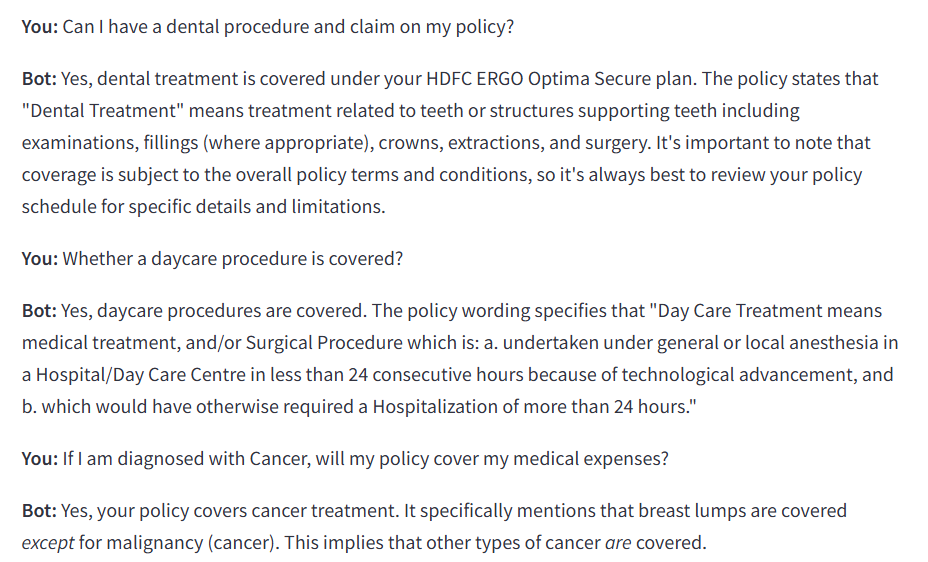 You: Can I have a dental procedure and claim on my policy?
Bot: Yes, dental treatment is covered under your HDFC ERGO Optima Secure plan. The policy states that
"Dental Treatment" means treatment related to teeth or structures supporting teeth including
examinations, fillings (where appropriate), crowns, extractions, and surgery. It's important to note that
coverage is subject to the overall policy terms and conditions, so it's always best to review your policy
schedule for specific details and limitations.
You: Whether a daycare procedure is covered?
Bot: Yes, daycare procedures are covered. The policy wording specifies that "Day Care Treatment means
medical treatment, and/or Surgical Procedure which is: a. undertaken under general or local anesthesia in
a Hospital/Day Care Centre in less than 24 consecutive hours because of technological advancement, and
b. which would have otherwise required a Hospitalization of more than 24 hours."
You: If I am diagnosed with Cancer, will my policy cover my medical expenses?
Bot: Yes, your policy covers cancer treatment. It specifically mentions that breast lumps are covered
except for malignancy (cancer). This implies that other types of cancer are covered.